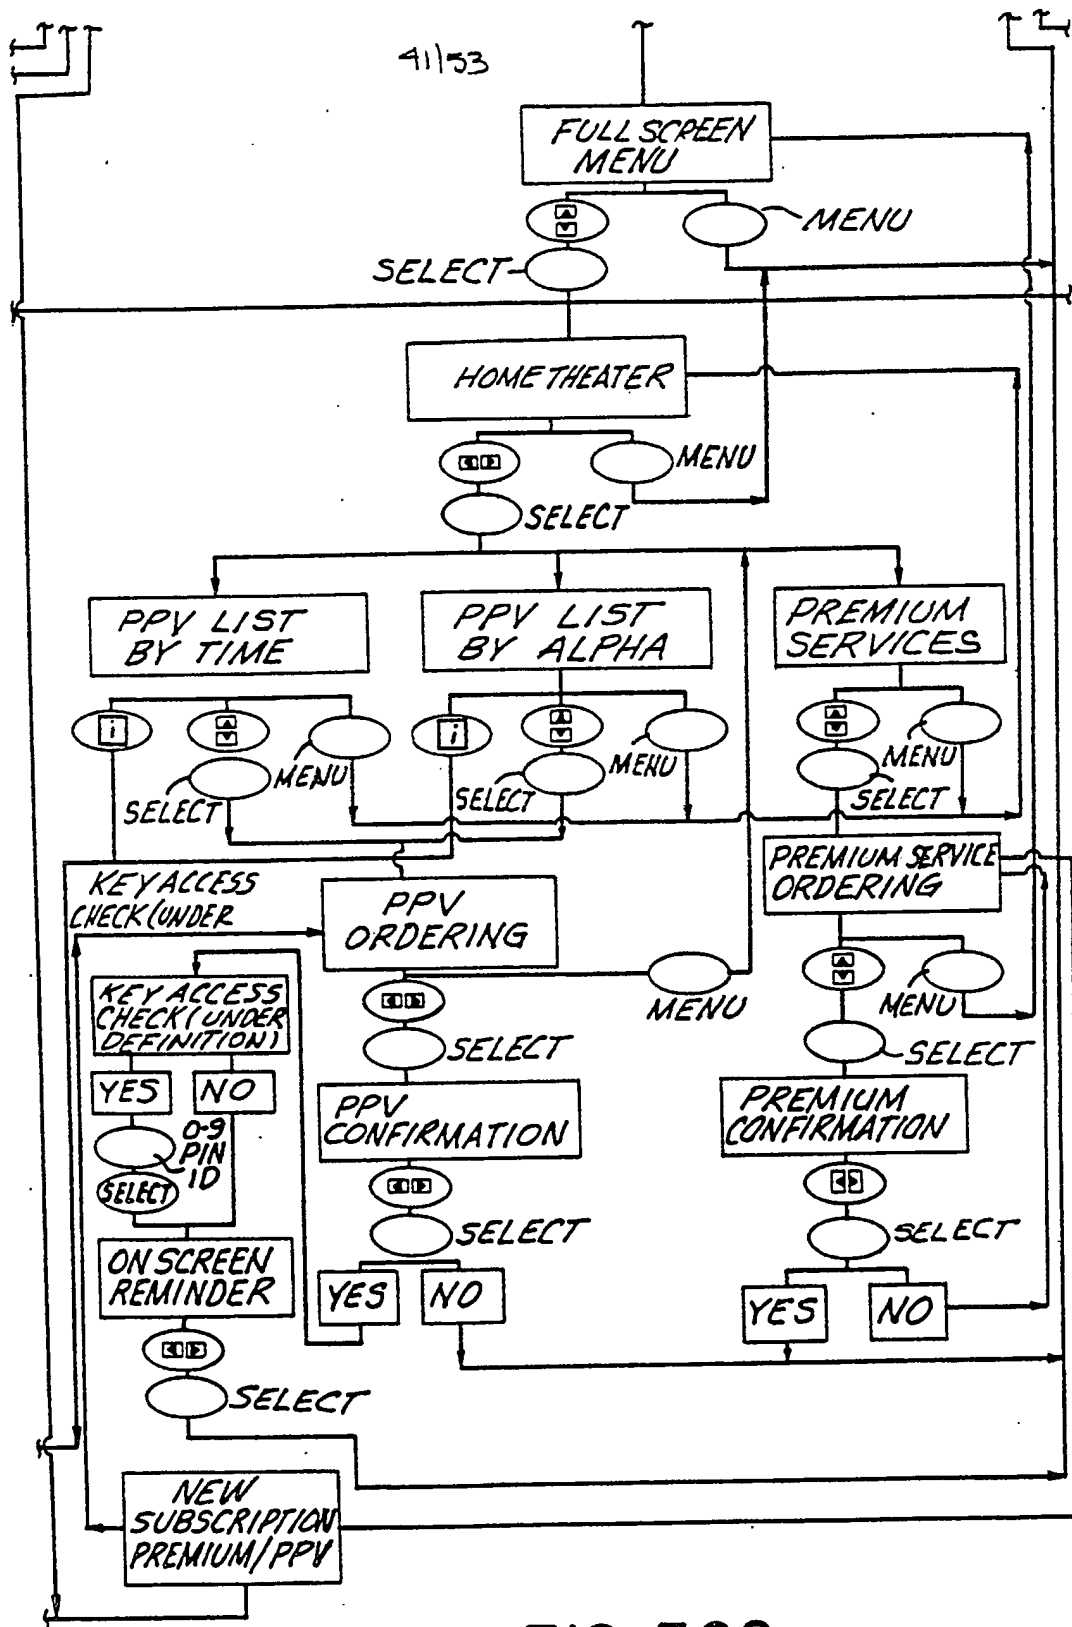 41/53
FULL SCREEN
MENU
MENU
SELECT
HOME THEATER
MENU
SELECT
PPV LIST
BY TIME
PPV LIST
BY ALPHA
PREMIUM
SERVICES
i
i
MENU
SELECT
MENU
SELECT
MENU
SELECT
KEY ACCESS
CHECK (UNDER
PPV
ORDERING
PREMIUM SERVICE
ORDERING
KEY ACCESS
CHECK (UNDER
DEFINITION)
MENU
MENU
SELECT
SELECT
YES
NO
PPV
CONFIRMATION
PREMIUM
CONFIRMATION
0-9
PIN
ID
SELECT
SELECT
SELECT
ON SCREEN
REMINDER
YES
NO
YES
NO
SELECT
NEW
SUBSCRIPTION
PREMIUM/PPV